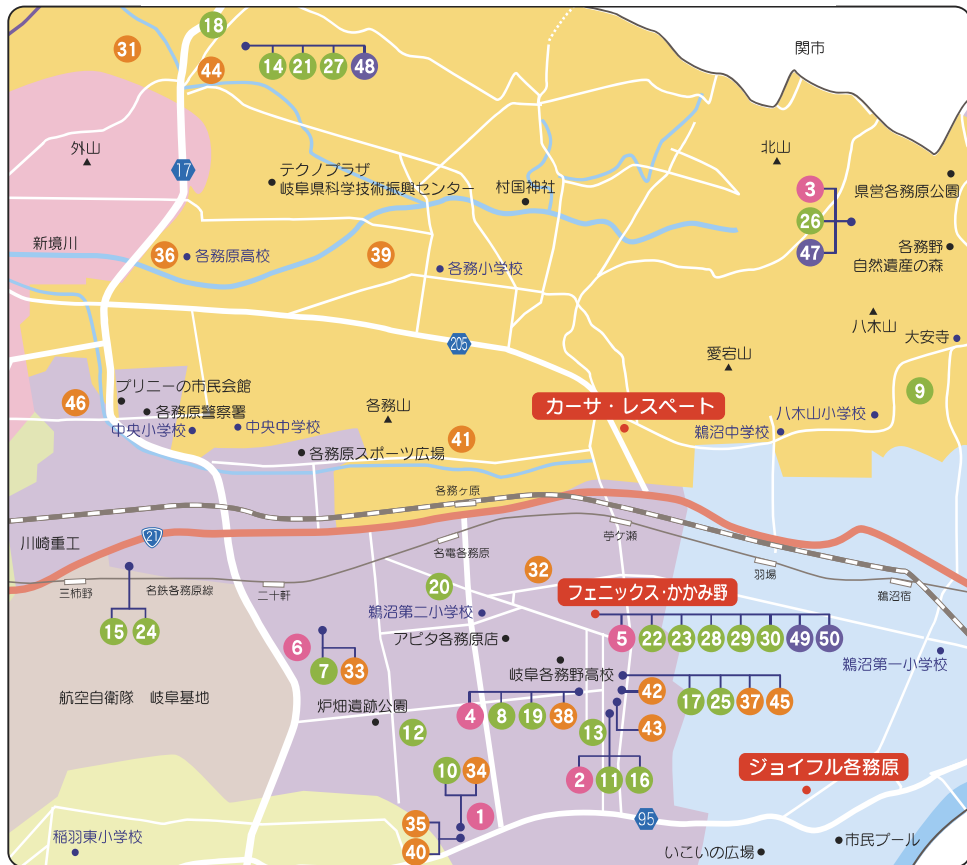 18
31
44
14 21 27 48
関市
外山
17
テクノプラザ
岐阜県科学技術振興センター
村国神社
北山
3
26
47
県営各務原公園
新境川
36
各務原高校
39
各務小学校
各務野
自然遺産の森
八木山
大安寺
205
愛宕山
9
46
プリニーの市民会館
各務原警察署
中央小学校
中央中学校
各務山
カーサ・レスペート
八木山小学校
鵜沼中学校
41
各務原スポーツ広場
各務ヶ原
川崎重工
21
名電各務原
苧ケ瀬
三柿野
名鉄各務原線
二十軒
20
32
羽場
鵜沼宿
フェニックス・かかみ野
鵜沼第二小学校
15 24
6
7 33
アピタ各務原店
5 22 23 28 29 30 49 50
鵜沼第一小学校
岐阜各務野高校
航空自衛隊 岐阜基地
炉畑遺跡公園
42
17 25 37 45
4 8 19 38
43
12
13
10 34
2 11 16
ジョイフル各務原
1
35
40
95
稲羽東小学校
いこいの広場
市民プール